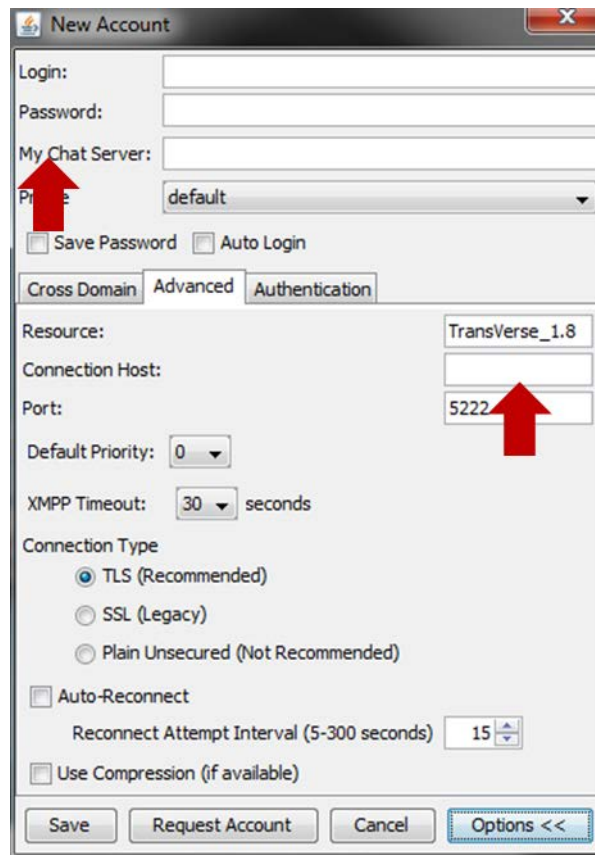 New Account
Login:
Password:
My Chat Server:
default
Save Password Auto Login
Cross Domain Advanced Authentication
Resource: TransVerse_1.8
Connection Host:
Port: 5222
Default Priority: 0
XMPP Timeout: 30 seconds
Connection Type
TLS (Recommended)
SSL (Legacy)
Plain Unsecured (Not Recommended)
Auto-Reconnect
Reconnect Attempt Interval (5-300 seconds) 15
Use Compression (if available)
Save Request Account Cancel Options <<